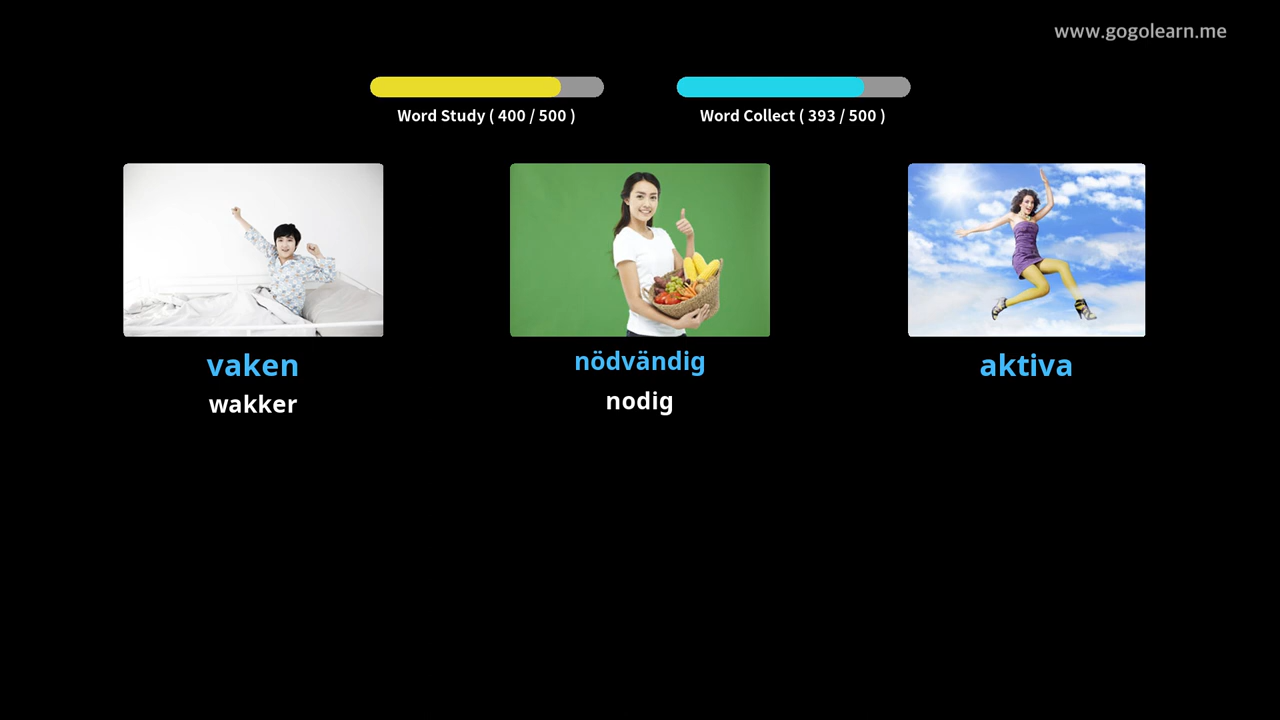 www.gogolearn.me
Word Study ( 400 / 500 )
Word Collect ( 393 / 500 )
vaken
wakker
nödvändig
nodig
aktiva